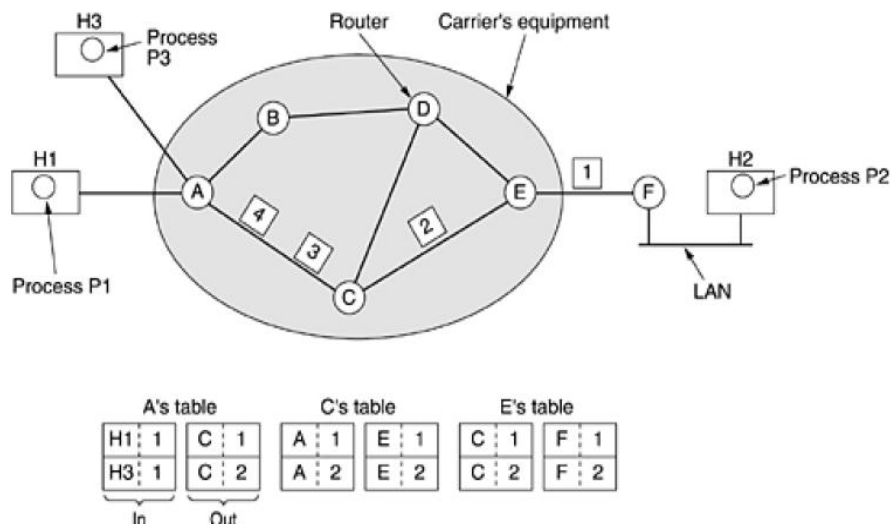 H3
Process
P3
Router
Carrier's equipment
B
D
H1
A
E
1
F
H2
Process P2
4
3
2
C
Process P1
LAN
A's table
C's table
E's table
H1 1 C 1 A 1 E 1 C 1 F 1
H3 1 C 2 A 2 E 2 C 2 F 2
In Out